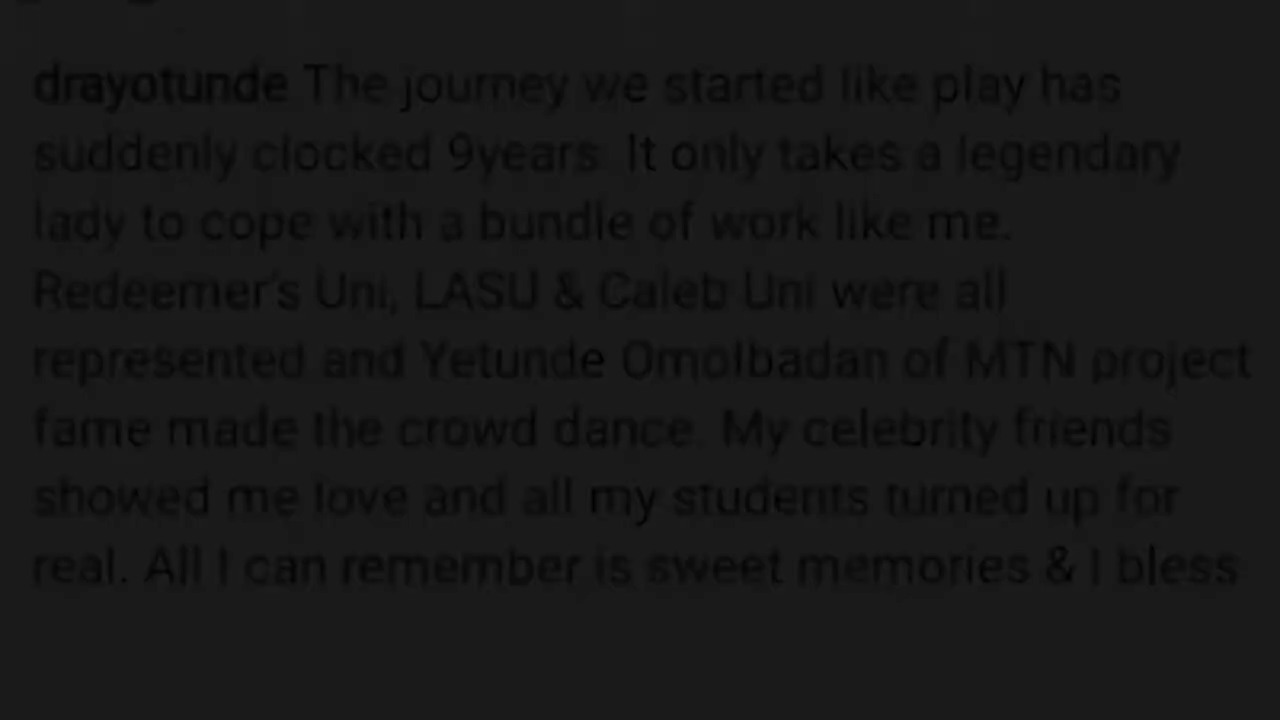 drayotunde The journey we started like play has
suddenly clocked 9years. It only takes a legendary
lady to cope with a bundle of work like me.
Redeemer's Uni, LASU & Caleb Uni were all
represented and Yetunde Omolbadan of MTN project
fame made the crowd dance. My celebrity friends
showed me love and all my students turned up for
real. All I can remember is sweet memories & I bless